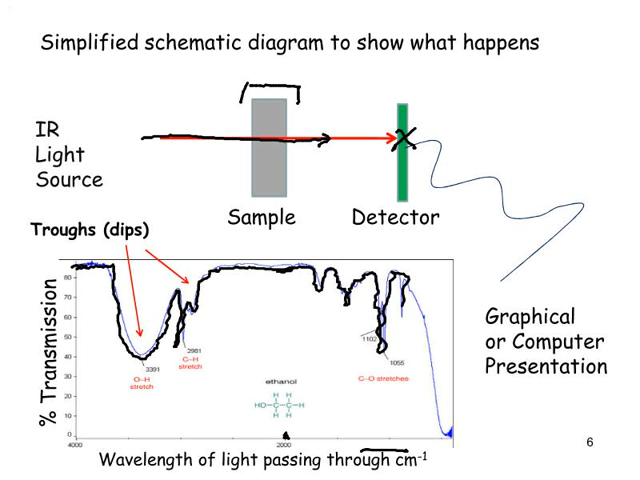 Simplified schematic diagram to show what happens
IR
Light
Source
Sample
Detector
Troughs (dips)
% Transmission
80
70
60
50
40
30
20
10
0
3391
O-H
stretch
2981
C-H
stretch
ethanol
H H
HO-C-C-H
H H
1102
1055
C-O stretches
4000
2000
Wavelength of light passing through cm-1
Graphical
or Computer
Presentation
6